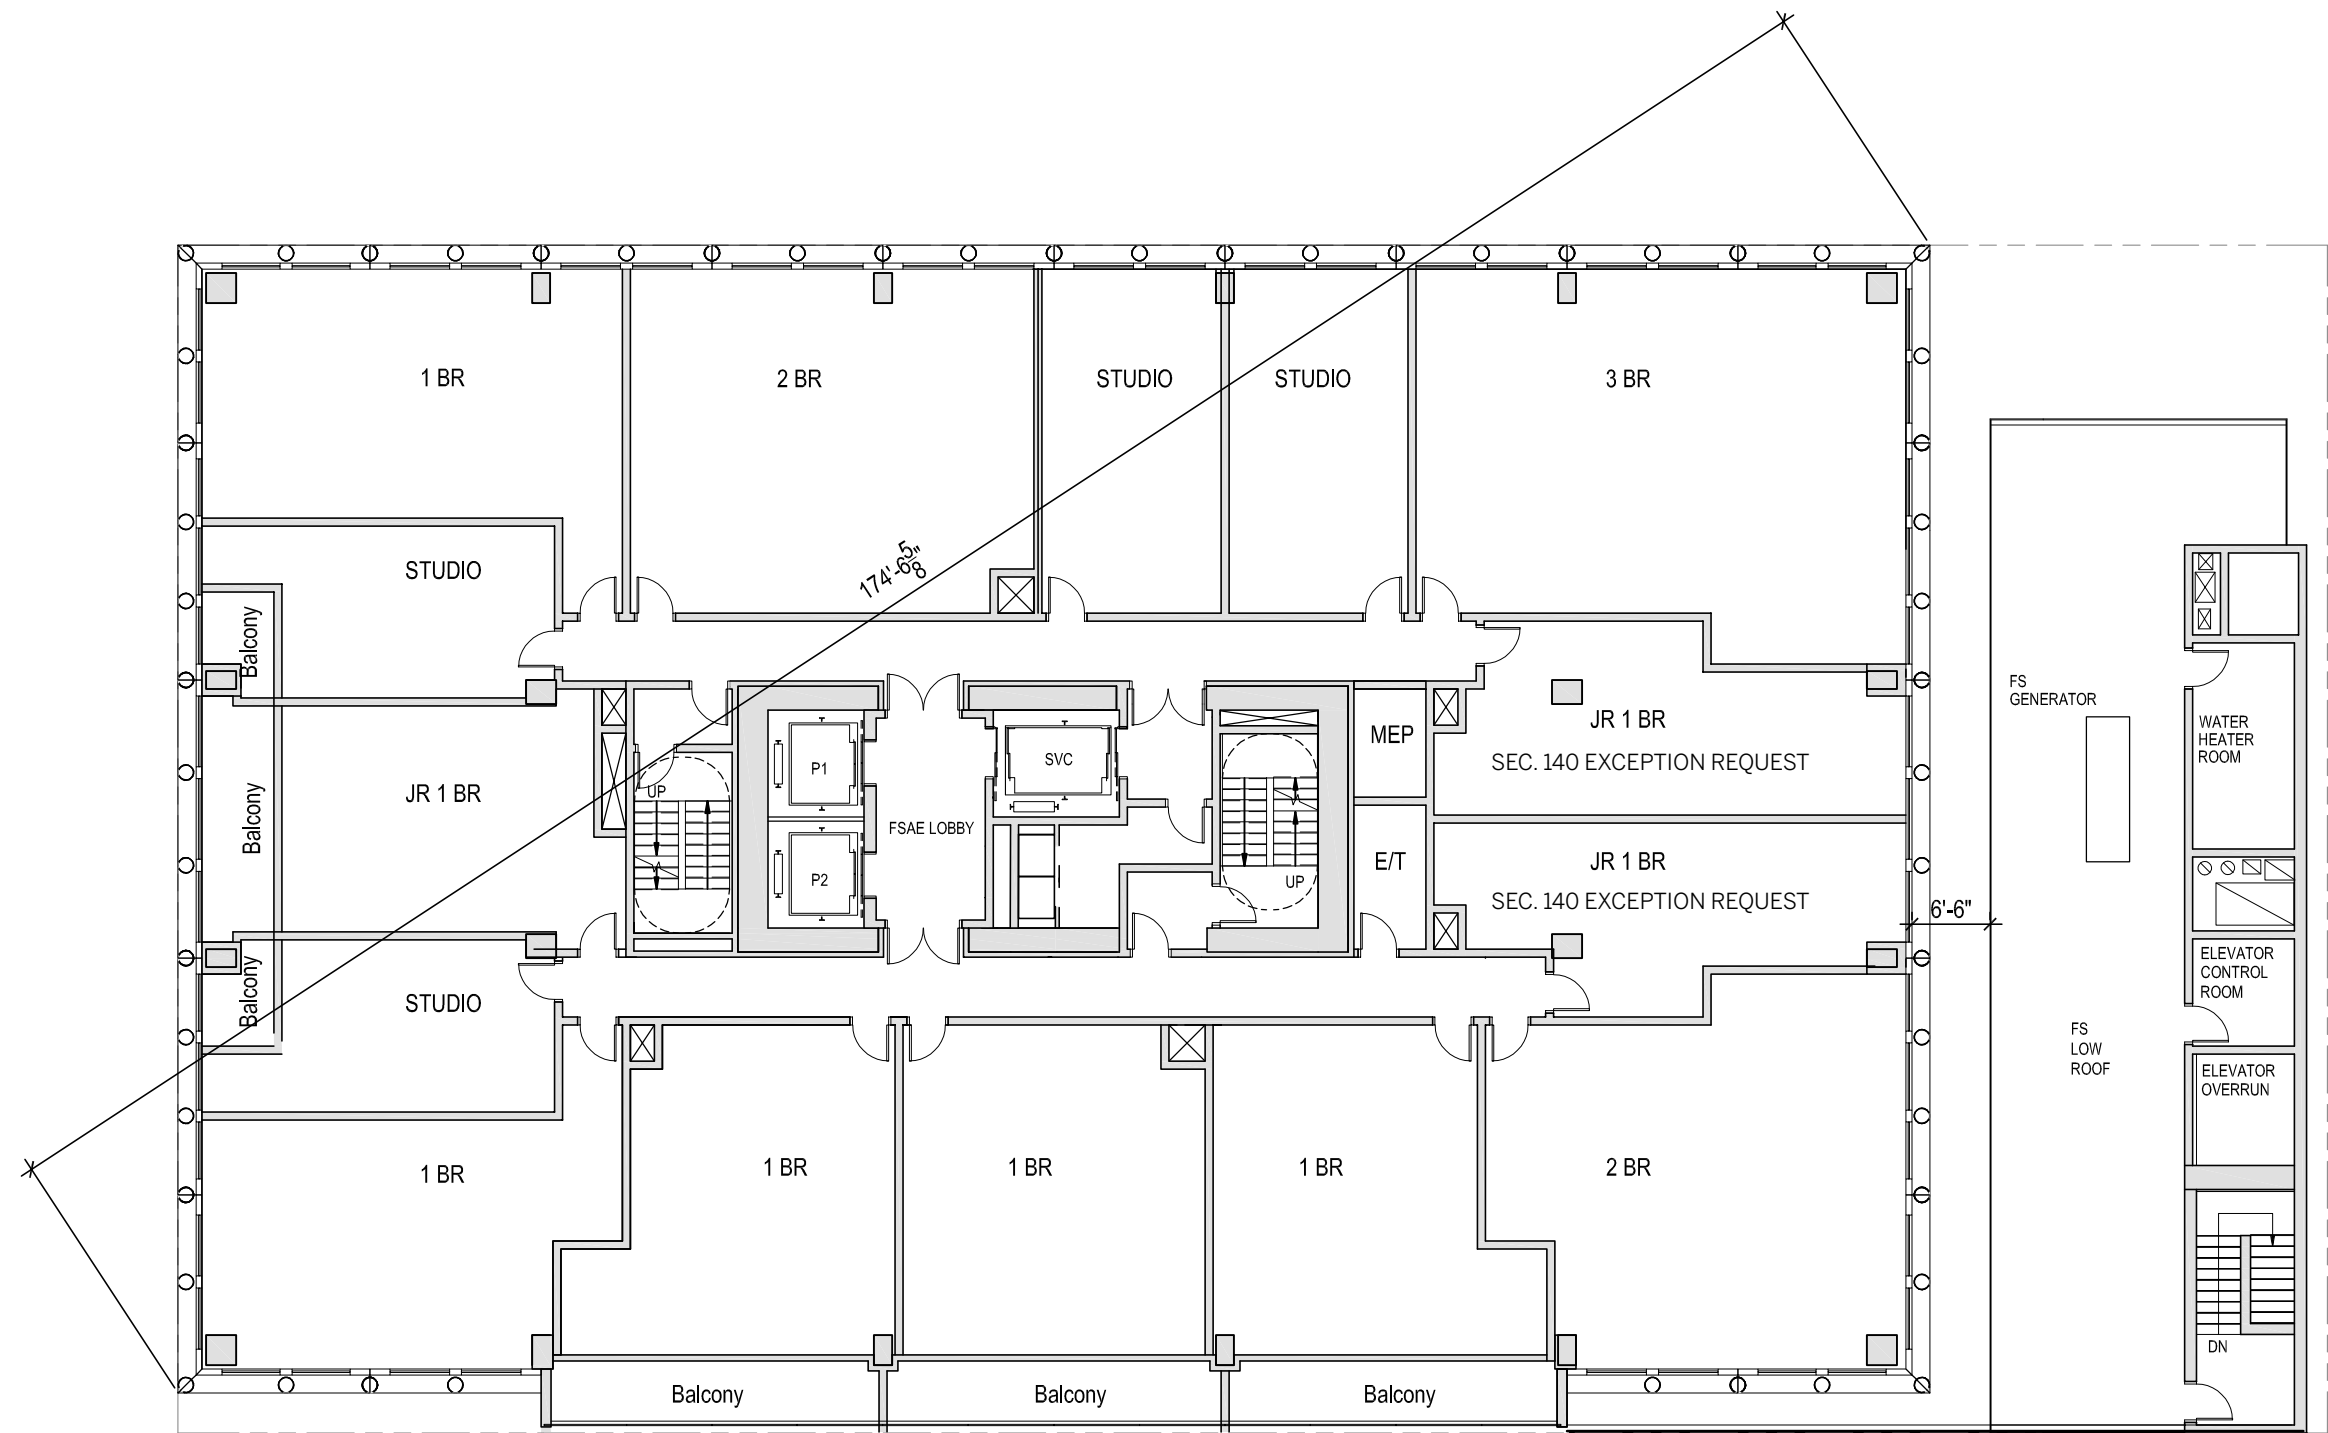 1 BR
2 BR
STUDIO
STUDIO
3 BR
STUDIO
174'-6 5/8"
Balcony
FS
GENERATOR
JR 1 BR
SEC. 140 EXCEPTION REQUEST
MEP
WATER
HEATER
ROOM
SVC
P1
UP
JR 1 BR
Balcony
FSAE LOBBY
E/T
JR 1 BR
SEC. 140 EXCEPTION REQUEST
P2
UP
6'-6"
ELEVATOR
CONTROL
ROOM
Balcony
STUDIO
FS
LOW
ROOF
ELEVATOR
OVERRUN
1 BR
1 BR
1 BR
1 BR
2 BR
DN
Balcony
Balcony
Balcony